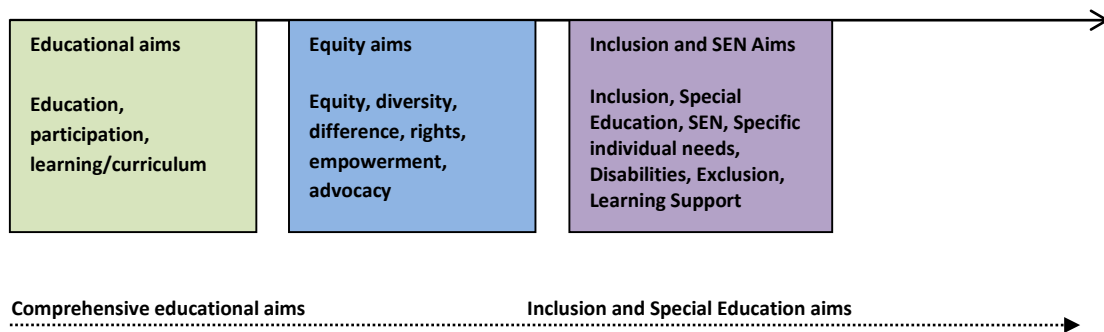 Educational aims
Education,
participation,
learning/curriculum
Equity aims
Equity, diversity,
difference, rights,
empowerment,
advocacy
Inclusion and SEN Aims
Inclusion, Special
Education, SEN, Specific
individual needs,
Disabilities, Exclusion,
Learning Support
Comprehensive educational aims
Inclusion and Special Education aims